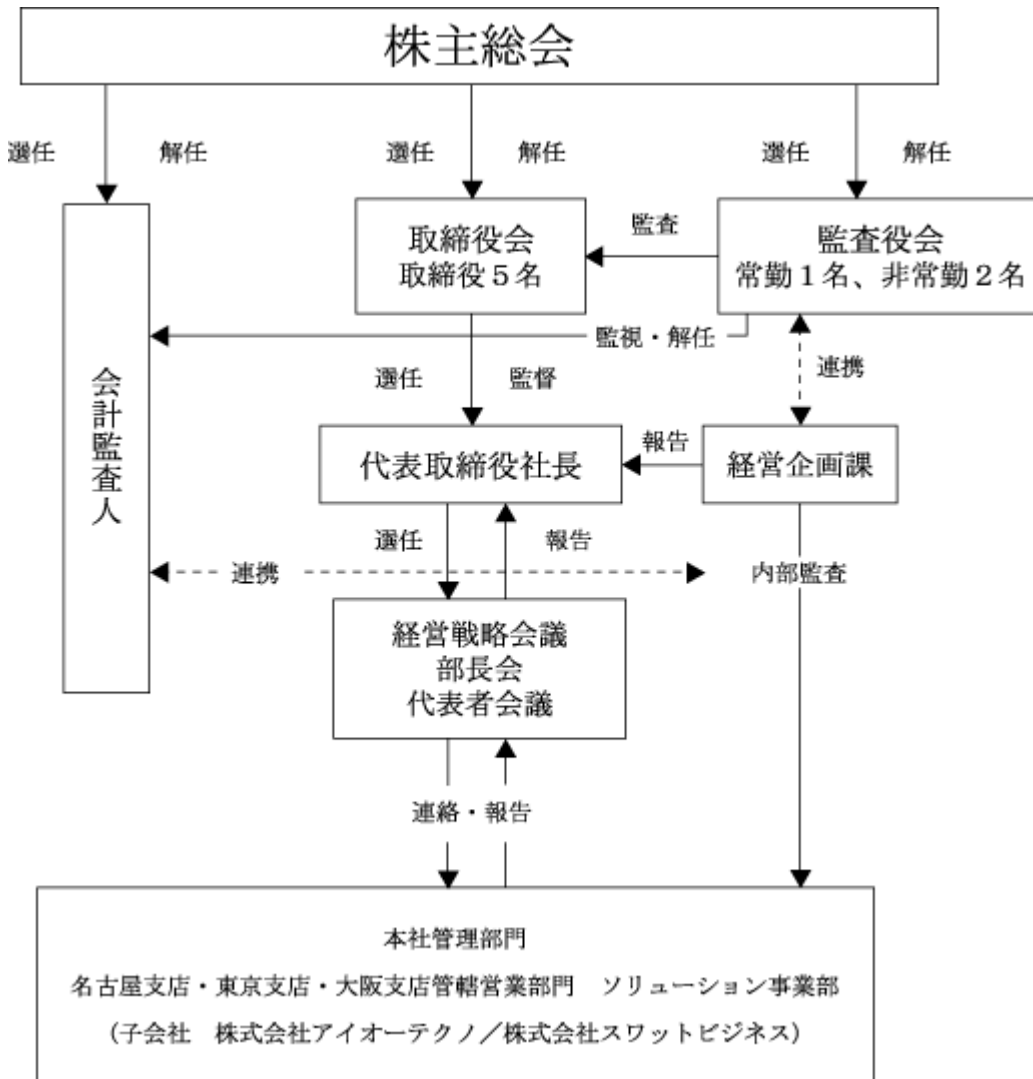 株主総会
選任
解任
選任
解任
選任
解任
取締役会
取締役5名
監査
監査役会
常勤1名、非常勤2名
監視・解任
連携
選任
監督
会計監査人
代表取締役社長
報告
経営企画課
選任
報告
連携
内部監査
経営戦略会議
部長会
代表者会議
連絡・報告
本社管理部門
名古屋支店・東京支店・大阪支店管轄営業部門　ソリューション事業部
(子会社　株式会社アイオーテクノ／株式会社スワットビジネス)